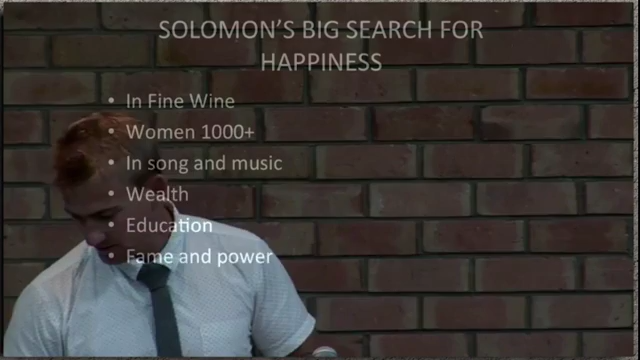 SOLOMON'S BIG SEARCH FOR
HAPPINESS
• In Fine Wine
• Women 1000+
• In song and music
• Wealth
• Education
• Fame and power